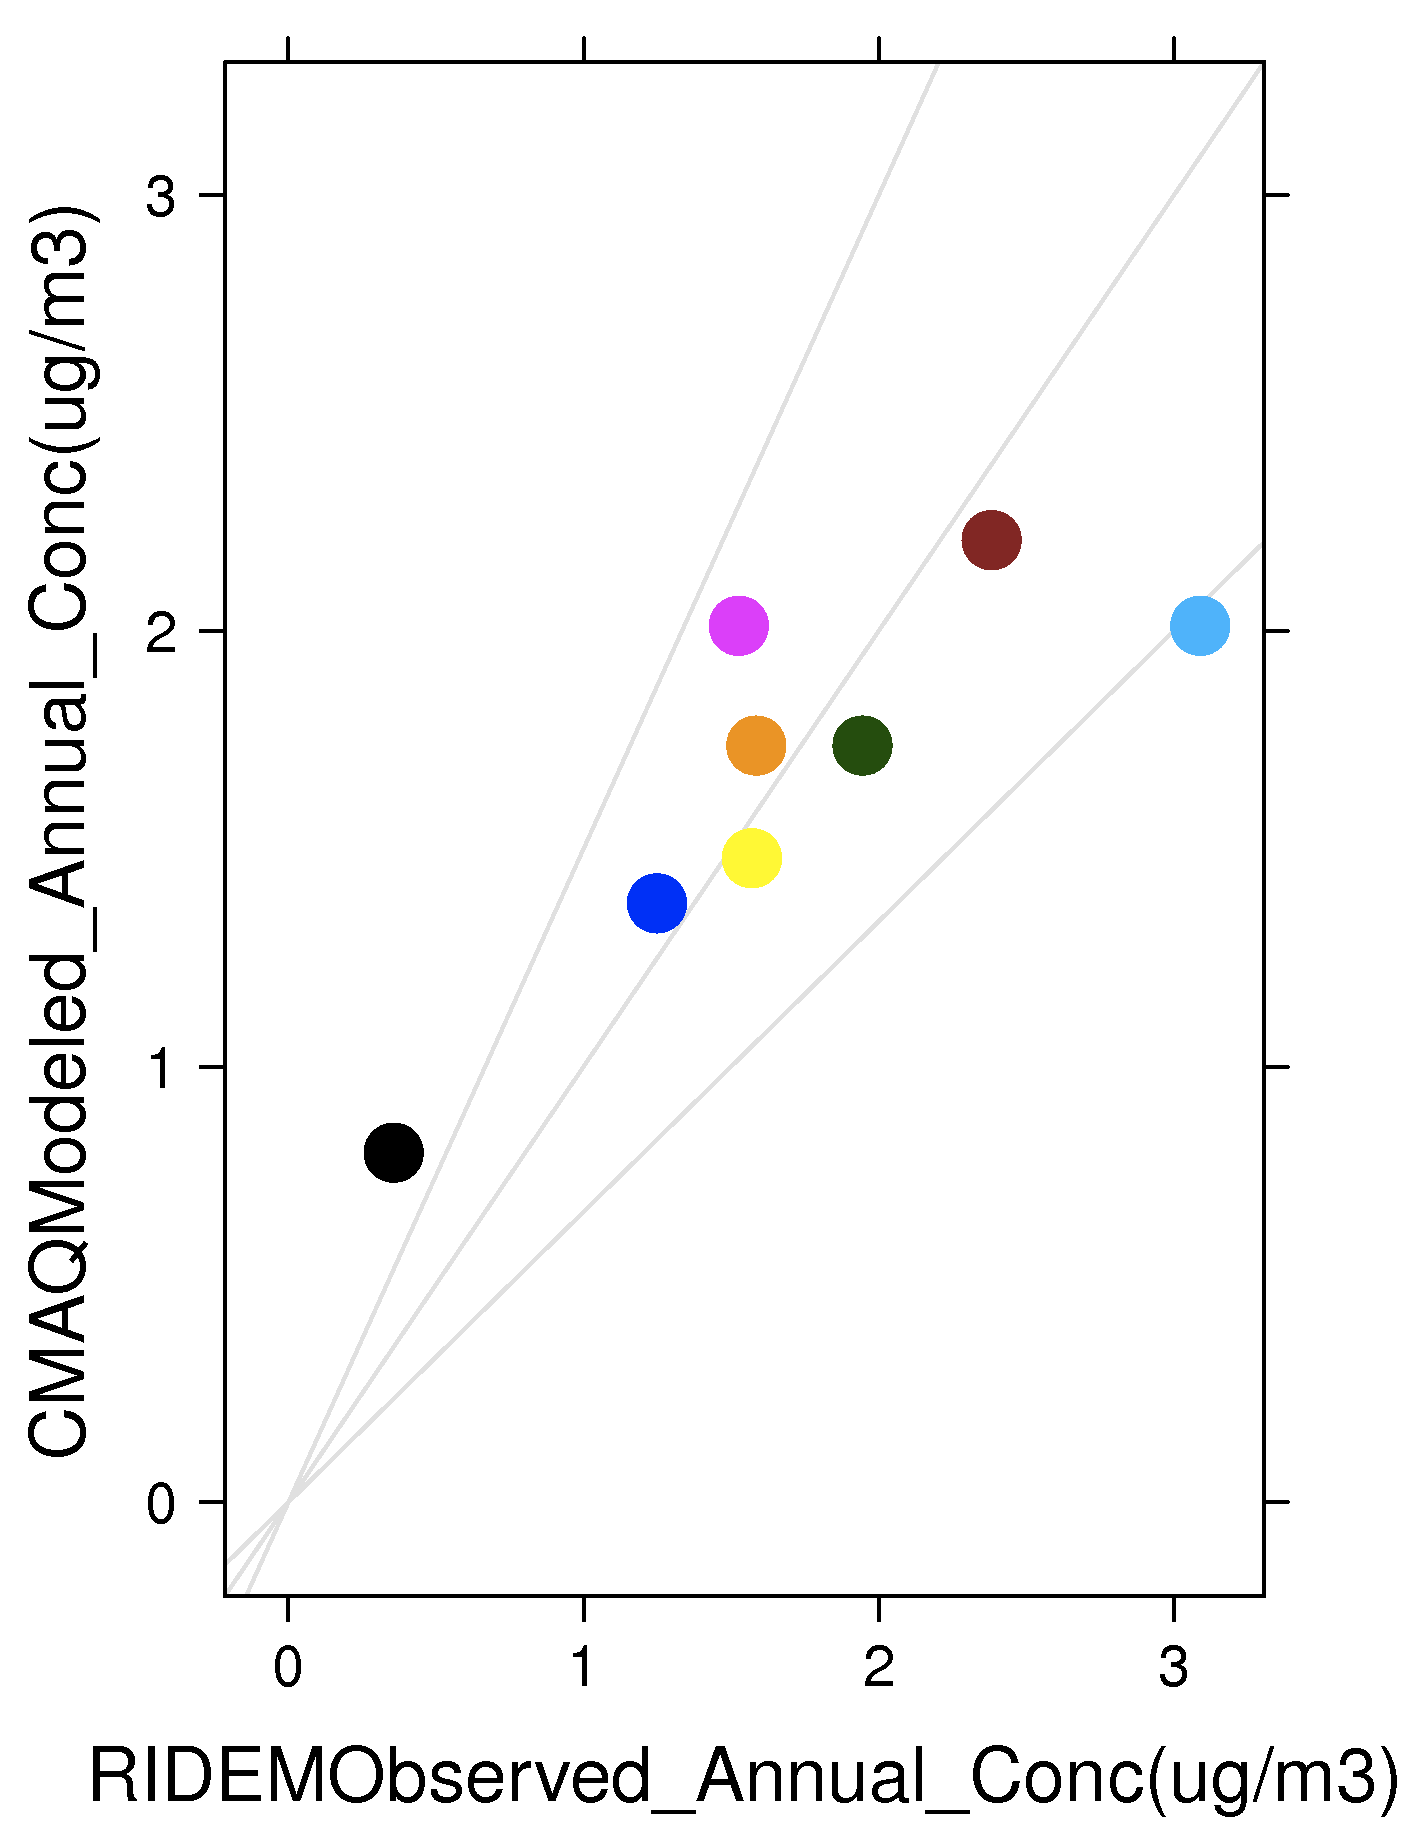 CMAQModeled_Annual_Conc(ug/m3)
3
2
1
0
0 1 2 3
RIDEMObserved_Annual_Conc(ug/m3)